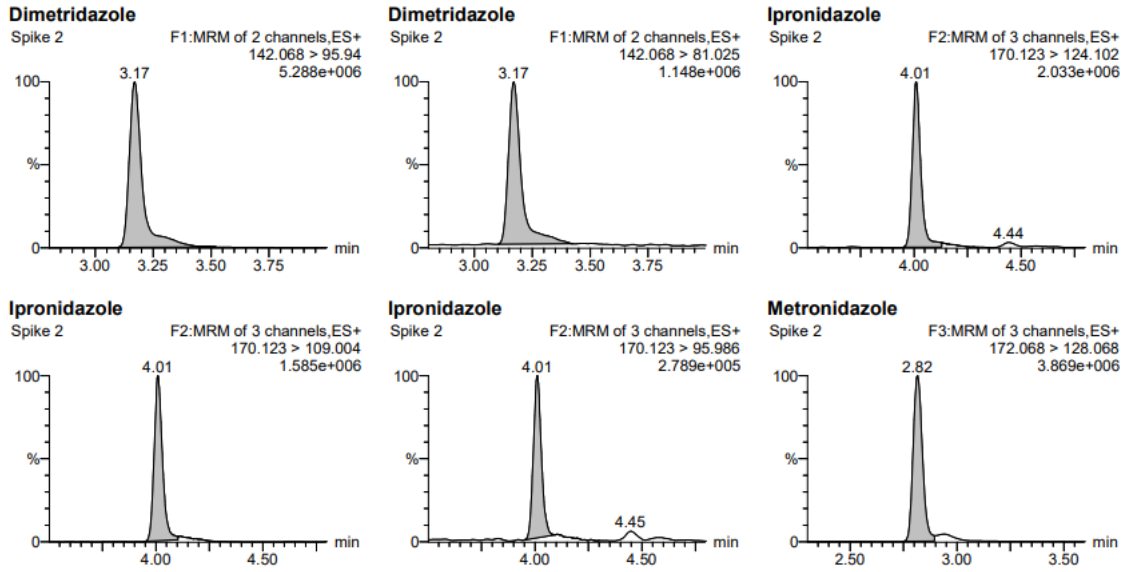 Dimetridazole
Spike 2
F1:MRM of 2 channels,ES+
142.068 > 95.94
5.288e+006
3.17
100
%
0
3.00
3.25
3.50
3.75
min
Dimetridazole
Spike 2
F1:MRM of 2 channels,ES+
142.068 > 81.025
1.148e+006
3.17
100
%
0
3.00
3.25
3.50
3.75
min
Ipronidazole
Spike 2
F2:MRM of 3 channels,ES+
170.123 > 124.102
2.033e+006
4.01
100
%
4.44
0
4.00
4.50
min
Ipronidazole
Spike 2
F2:MRM of 3 channels,ES+
170.123 > 109.004
1.585e+006
4.01
100
%
0
4.00
4.50
min
Ipronidazole
Spike 2
F2:MRM of 3 channels,ES+
170.123 > 95.986
2.789e+005
4.01
100
%
4.45
0
4.00
4.50
min
Metronidazole
Spike 2
F3:MRM of 3 channels,ES+
172.068 > 128.068
3.869e+006
2.82
100
%
0
2.50
3.00
3.50
min